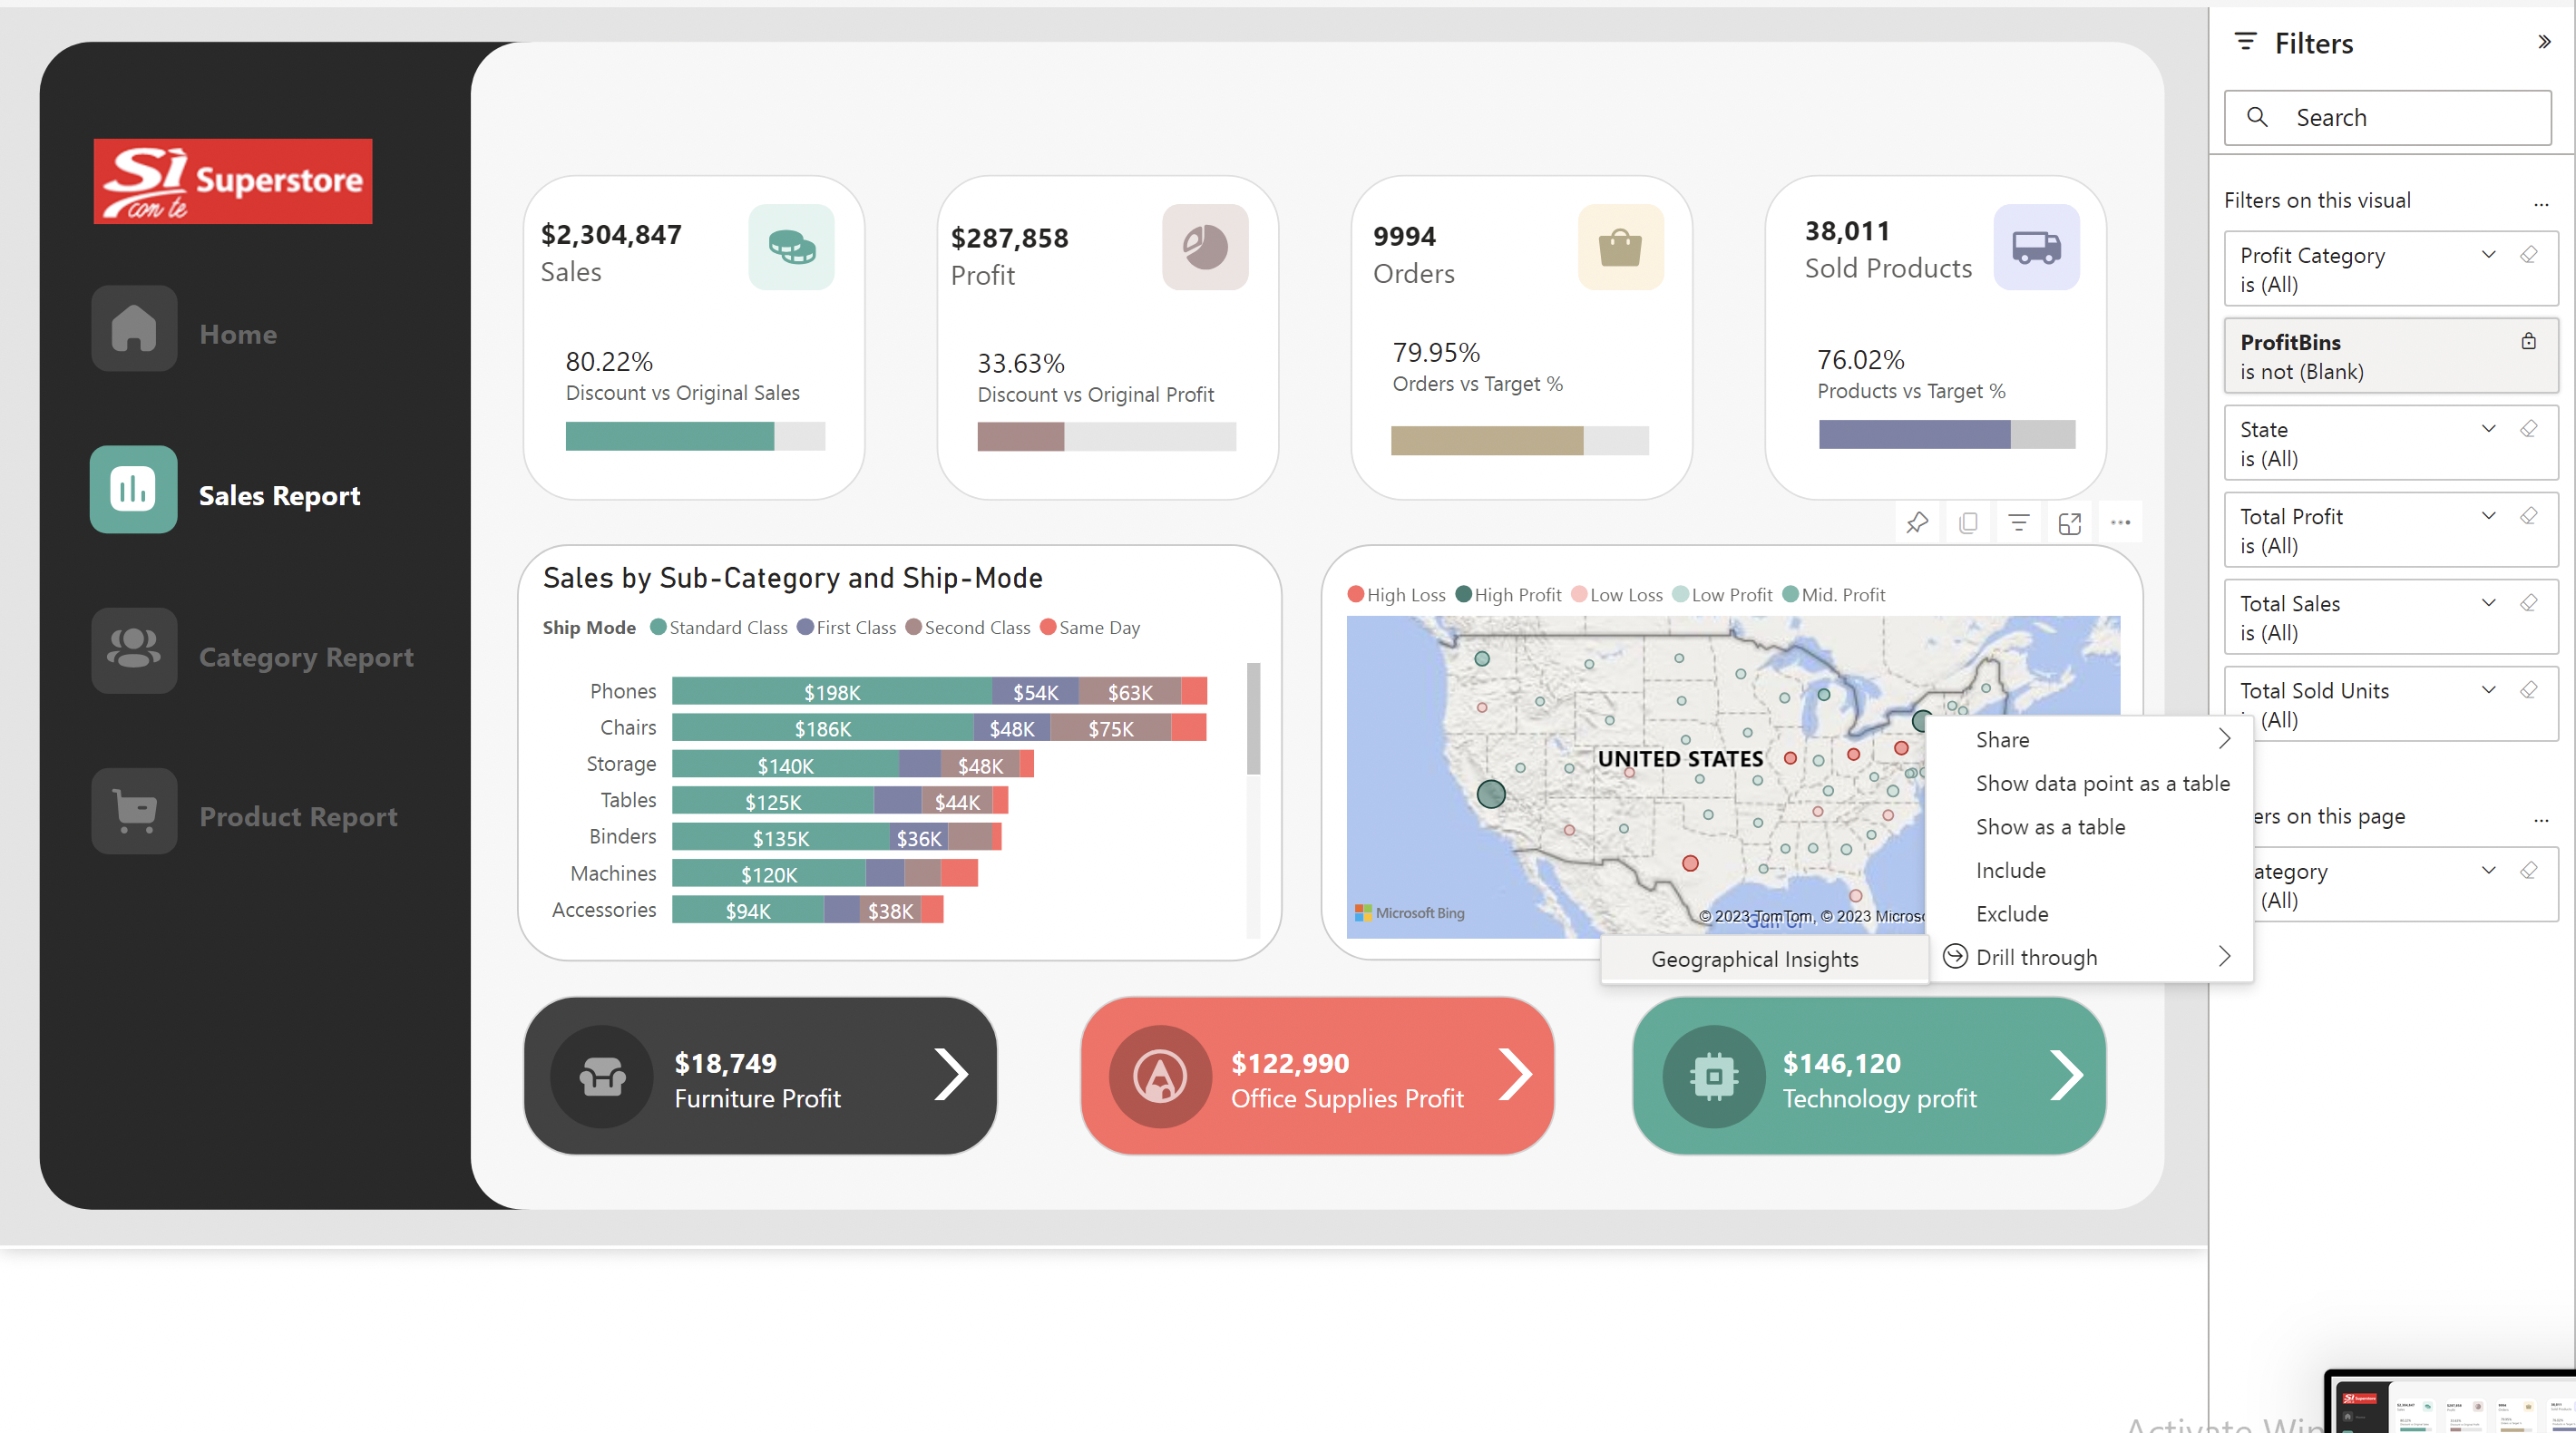 Sì con te Superstore
Home
Sales Report
Category Report
Product Report
$2,304,847
Sales
80.22%
Discount vs Original Sales
$287,858
Profit
33.63%
Discount vs Original Profit
9994
Orders
79.95%
Orders vs Target %
38,011
Sold Products
76.02%
Products vs Target %
Sales by Sub-Category and Ship-Mode
Ship Mode Standard Class First Class Second Class Same Day
Phones $198K $54K $63K
Chairs $186K $48K $75K
Storage $140K $48K
Tables $125K $44K
Binders $135K $36K
Machines $120K
Accessories $94K $38K
High Loss High Profit Low Loss Low Profit Mid. Profit
UNITED STATES
Microsoft Bing
© 2023 TomTom, © 2023 Micros
Gulf of
Share
Show data point as a table
Show as a table
Include
Exclude
Drill through
Geographical Insights
$18,749
Furniture Profit
$122,990
Office Supplies Profit
$146,120
Technology profit
Filters
Search
Filters on this visual ...
Profit Category
is (All)
ProfitBins
is not (Blank)
State
is (All)
Total Profit
is (All)
Total Sales
is (All)
Total Sold Units
(All)
ers on this page ...
ategory
(All)
Activate Win